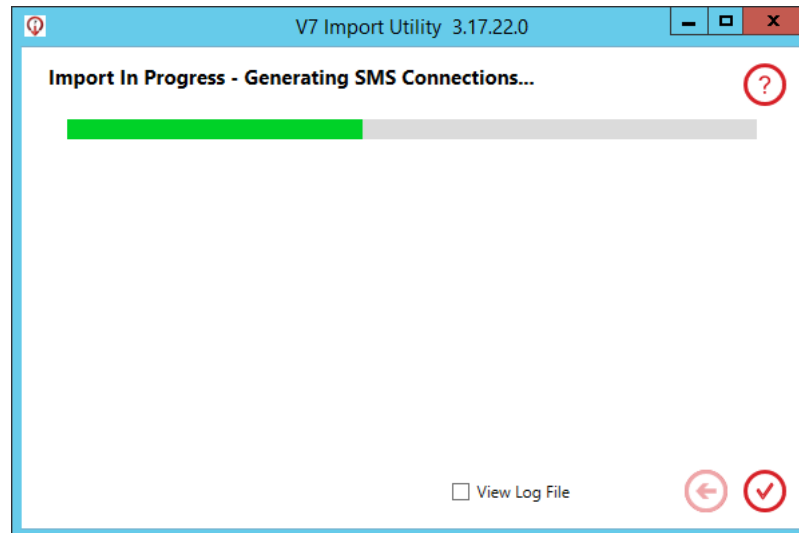 V7 Import Utility 3.17.22.0
Import In Progress - Generating SMS Connections...
?
View Log File